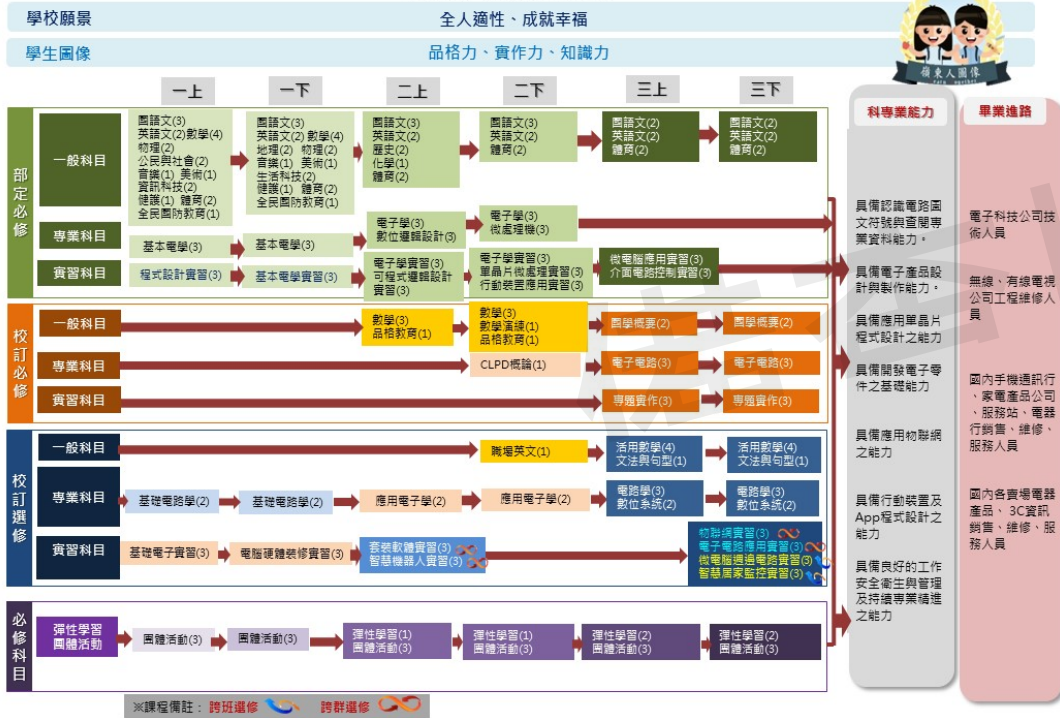 學校願景
全人適性、成就幸福
學生圖像
品格力、實作力、知識力
嶺東人圖像
一上
一下
二上
二下
三上
三下
科專業能力
畢業進路
部定必修
一般科目
國語文(3)
英語文(2)數學(4)
物理(2)
公民與社會(2)
音樂(1) 美術(1)
資訊科技(2)
健護(1) 體育(2)
全民國防教育(1)
國語文(3)
英語文(2) 數學(4)
地理(2) 物理(2)
音樂(1) 美術(1)
生活科技(2)
健護(1) 體育(2)
全民國防教育(1)
國語文(3)
英語文(2)
歷史(2)
化學(1)
體育(2)
國語文(3)
英語文(2)
體育(2)
國語文(2)
英語文(2)
體育(2)
國語文(2)
英語文(2)
體育(2)
專業科目
基本電學(3)
基本電學(3)
電子學(3)
數位邏輯設計(3)
電子學(3)
微處理機(3)
實習科目
程式設計實習(3)
基本電學實習(3)
電子學實習(3)
可程式邏輯設計
實習(3)
電子學實習(3)
單晶片微處理實習(3)
行動裝置應用實習(3)
微電腦應用實習(3)
介面電路控制實習(3)
校訂必修
一般科目
數學(3)
品格教育(1)
數學(3)
數學演練(1)
品格教育(1)
國學概要(2)
國學概要(2)
專業科目
CLPD概論(1)
電子電路(3)
電子電路(3)
實習科目
專題實作(3)
專題實作(3)
校訂選修
一般科目
職場英文(1)
活用數學(4)
文法與句型(1)
活用數學(4)
文法與句型(1)
專業科目
基礎電路學(2)
基礎電路學(2)
應用電子學(2)
應用電子學(2)
電路學(3)
數位系統(2)
電路學(3)
數位系統(2)
實習科目
基礎電子實習(3)
電腦硬體裝修實習(3)
套裝軟體實習(3)
智慧機器人實習(3)
物聯網實習(3)
電子電路應用實習(3)
微電腦週邊電路實習(3)
智慧居家監控實習(3)
必修科目
彈性學習
團體活動
團體活動(3)
團體活動(3)
彈性學習(1)
團體活動(3)
彈性學習(1)
團體活動(3)
彈性學習(2)
團體活動(3)
彈性學習(2)
團體活動(3)
具備認識電路圖
文符號與查閱專
業資料能力。
具備電子產品設
計與製作能力。
具備應用單晶片
程式設計之能力
具備開發電子零
件之基礎能力
具備應用物聯網
之能力
具備行動裝置及
App程式設計之
能力
具備良好的工作
安全衛生與管理
及持續專業精進
之能力
電子科技公司技
術人員
無線、有線電視
公司工程維修人
員
國內手機通訊行
、家電產品公司
、服務站、電器
行銷售、維修、
服務人員
國內各賣場電器
產品、3C資訊
銷售、維修、服
務人員
※課程備註：跨班選修
跨群選修
備查